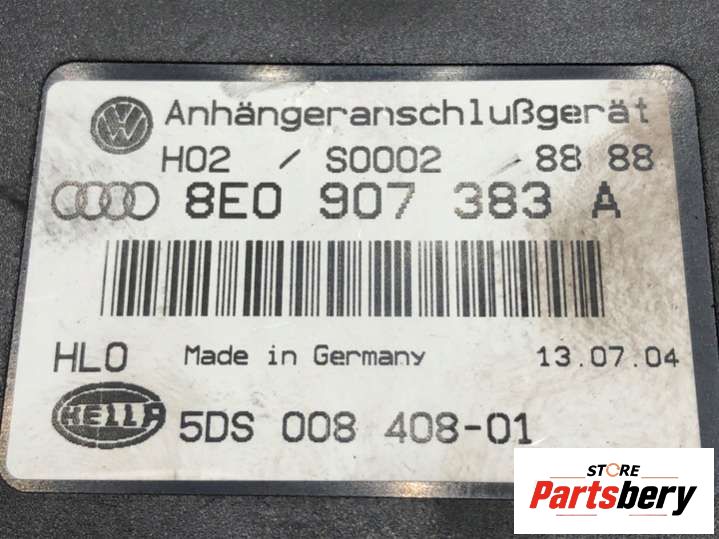 Anhängeranschlußgerät
H02 / S0002 88 88
8E0 907 383 A
HLO Made in Germany 13.07.04
HELLA 5DS 008 408-01
STORE
Partsbery